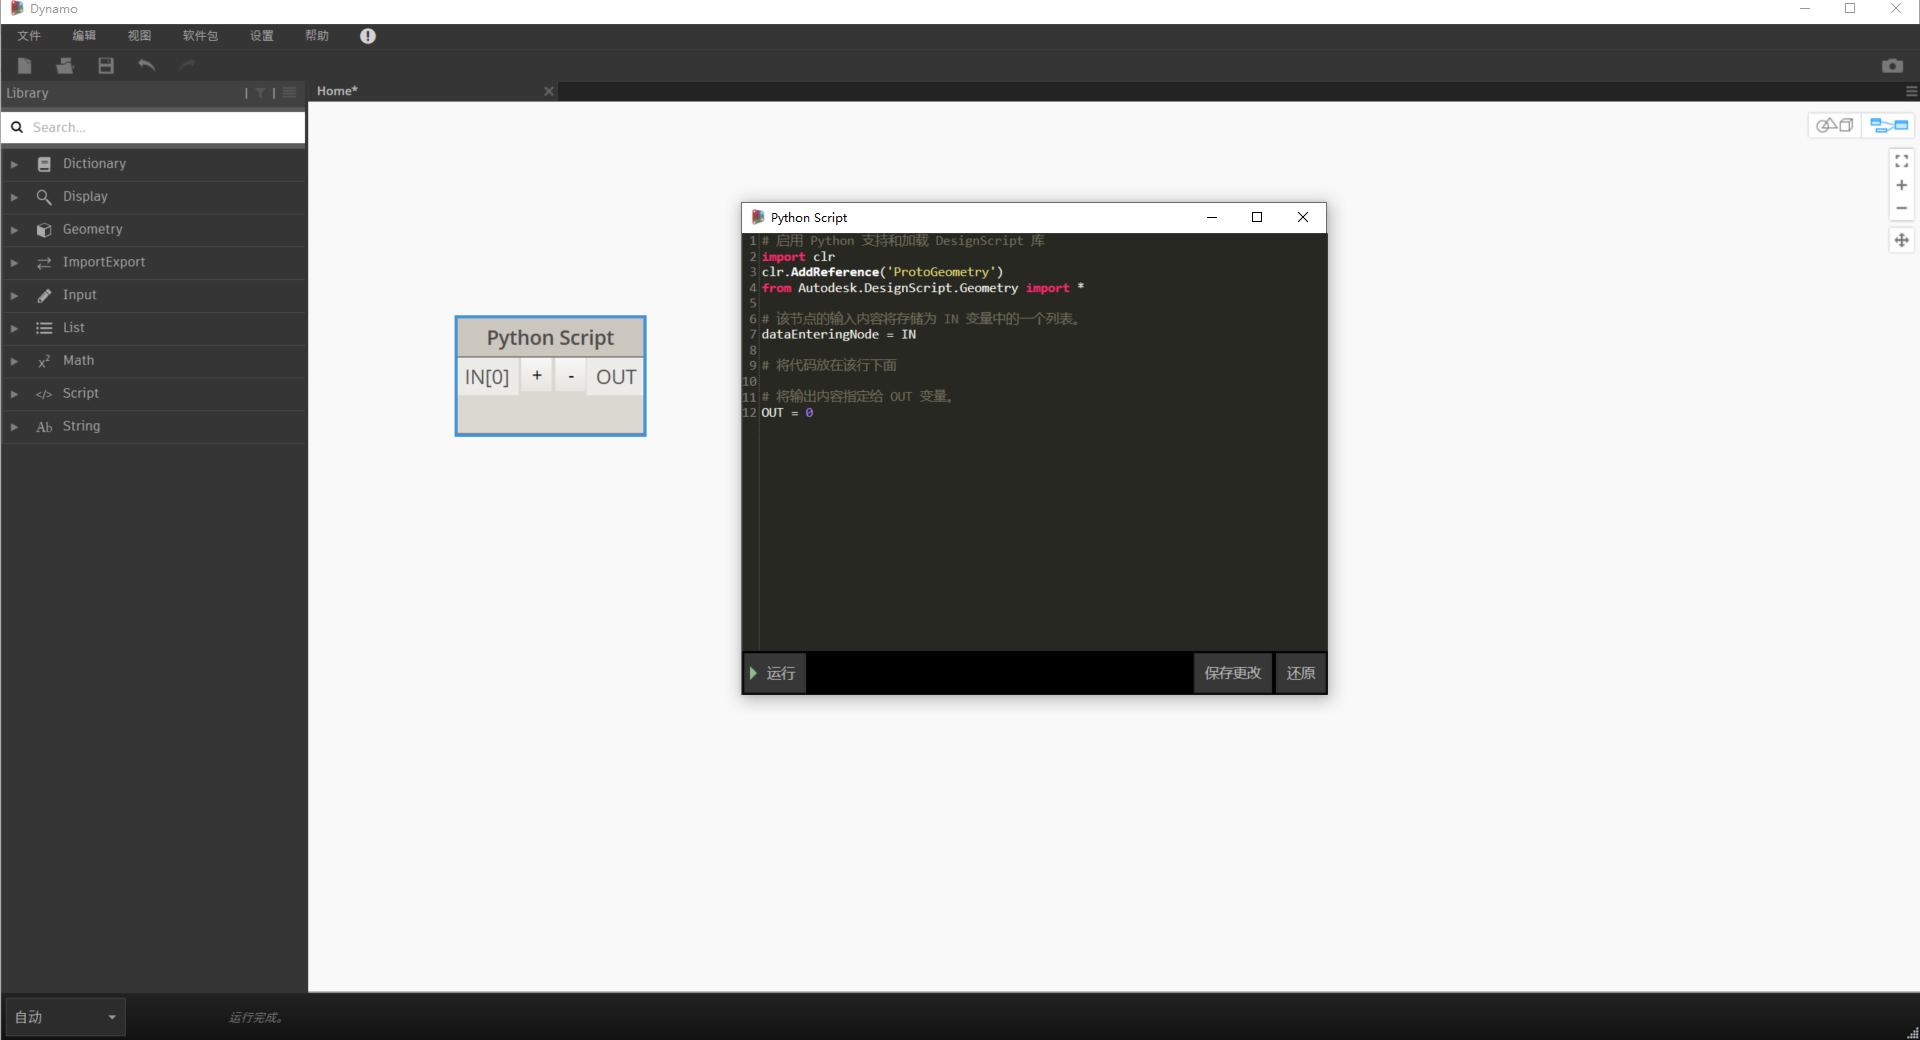 Dynamo
文件 编辑 视图 软件包 设置 帮助
Library
Home*
Search...
Dictionary
Display
Geometry
ImportExport
Input
List
Math
Script
String
Python Script
IN[0] + - OUT
Python Script
1 # 启用 Python 支持和加载 DesignScript 库
2 import clr
3 clr.AddReference('ProtoGeometry')
4 from Autodesk.DesignScript.Geometry import *
5
6 # 该节点的输入内容将存储为 IN 变量中的一个列表。
7 dataEnteringNode = IN
8
9 # 将代码放在该行下面
10
11 # 将输出内容指定给 OUT 变量。
12 OUT = 0
运行 保存更改 还原
自动 运行完成。